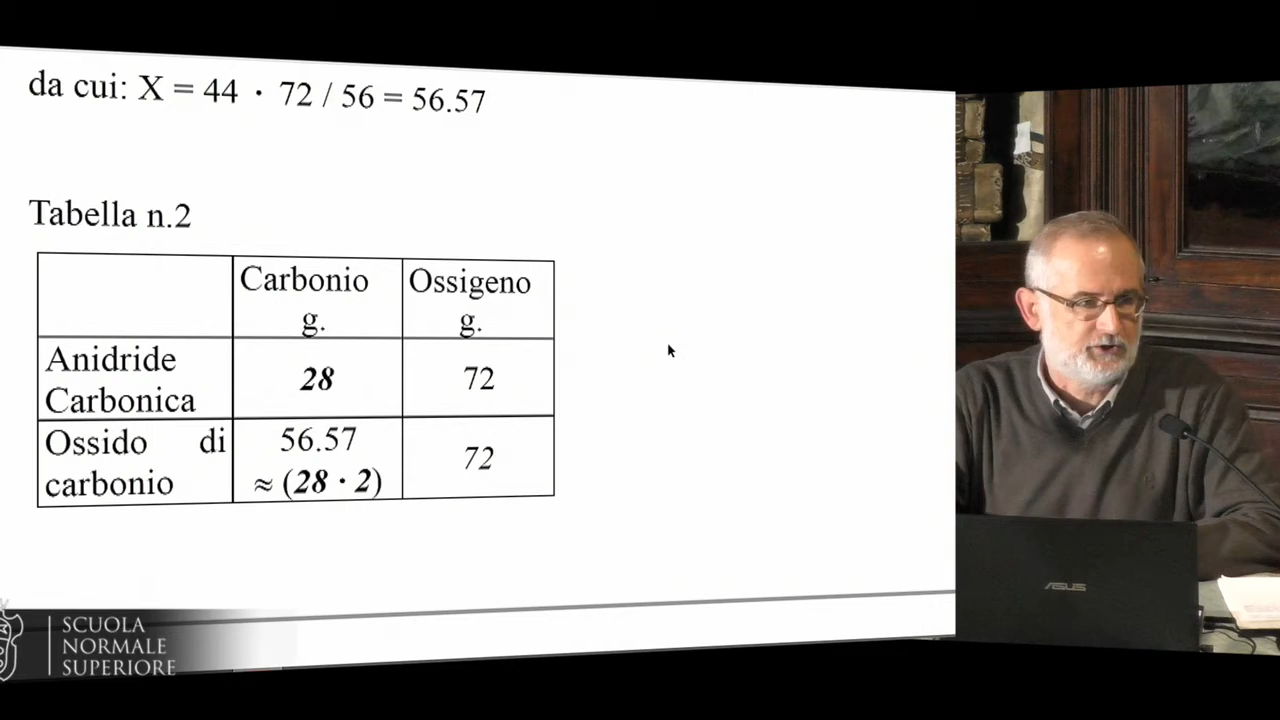 da cui: X = 44 · 72 / 56 = 56.57
Tabella n.2
Carbonio
g.
Ossigeno
g.
Anidride
Carbonica
28
72
Ossido di
carbonio
56.57
≈ (28 · 2)
72
ASUS
SCUOLA
NORMALE
SUPERIORE